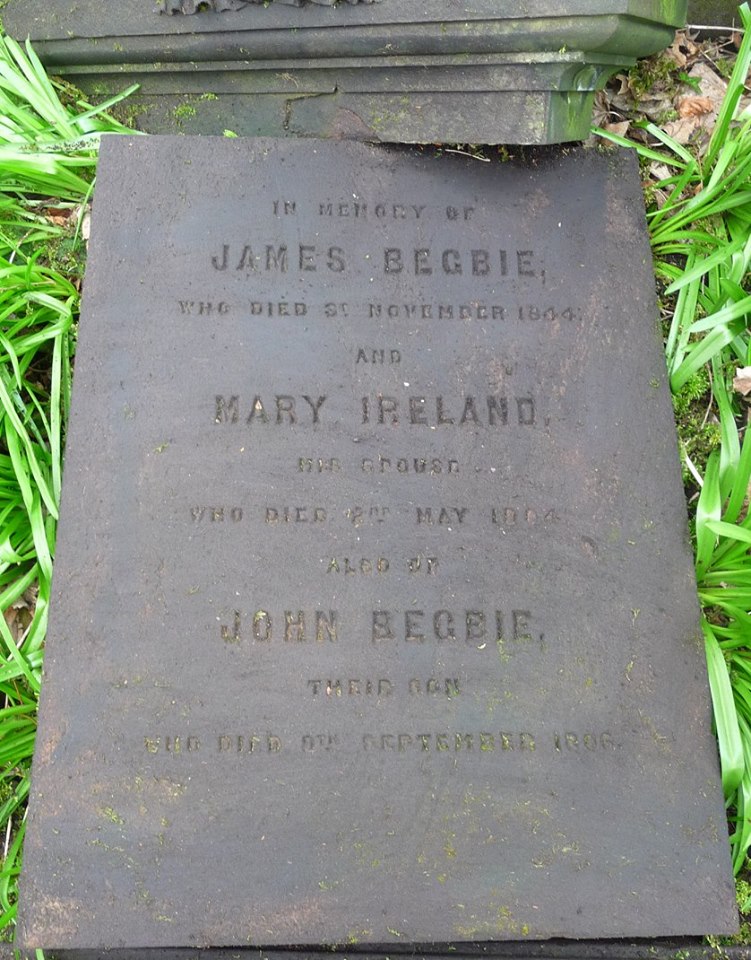 IN MEMORY OF
JAMES BEGBIE,
WHO DIED NOVEMBER 1844.
AND
MARY IRELAND,
HIS SPOUSE
WHO DIED MAY
ALSO OF
JOHN BEGBIE,
THEIR SON
WHO DIED SEPTEMBER